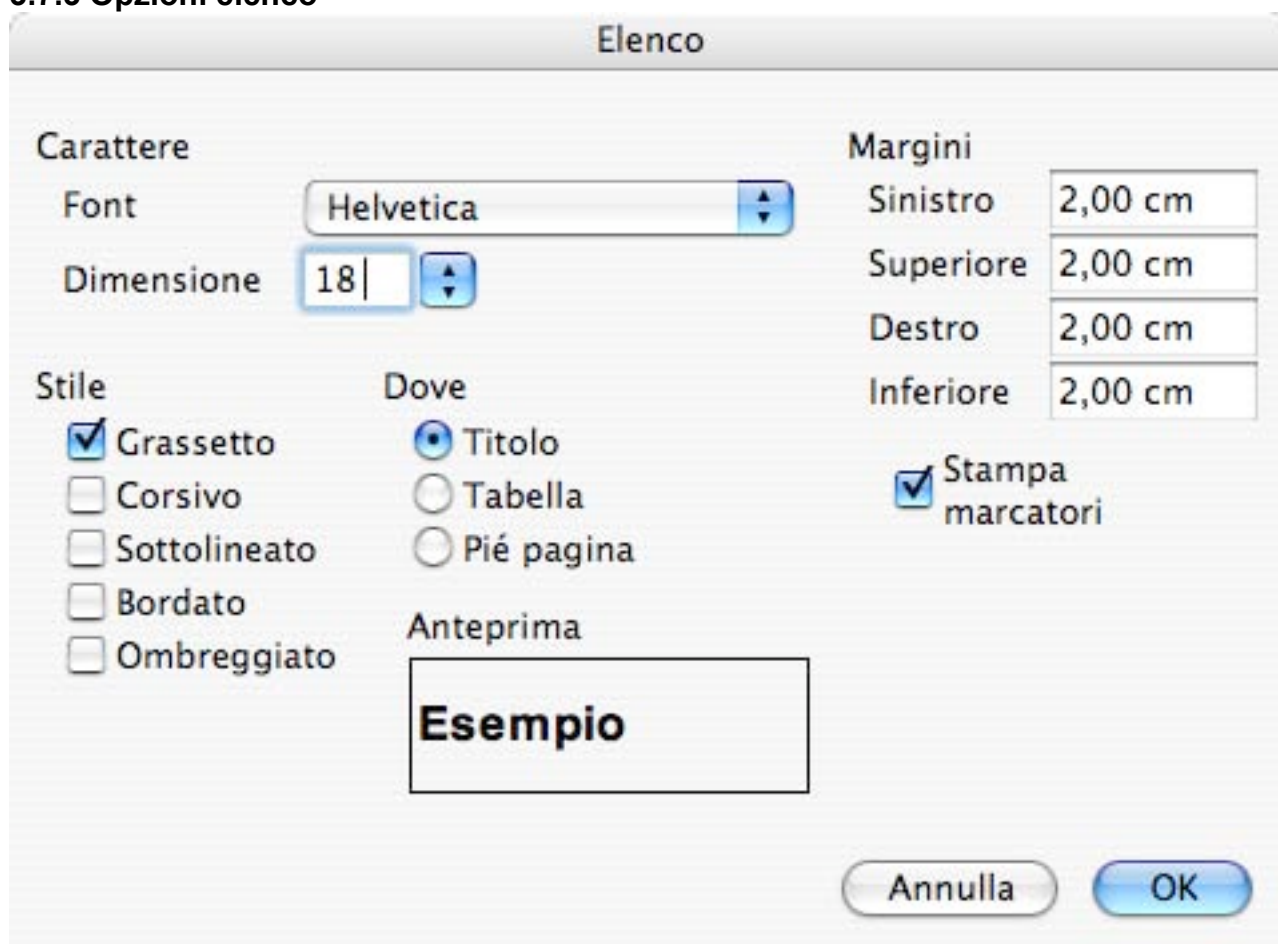 Elenco
Carattere
Font
Helvetica
Dimensione
18
Margini
Sinistro
2,00 cm
Superiore
2,00 cm
Destro
2,00 cm
Inferiore
2,00 cm
Stampa
marcatori
Stile
Grassetto
Corsivo
Sottolineato
Bordato
Ombreggiato
Dove
Titolo
Tabella
Pié pagina
Anteprima
Esempio
Annulla
OK